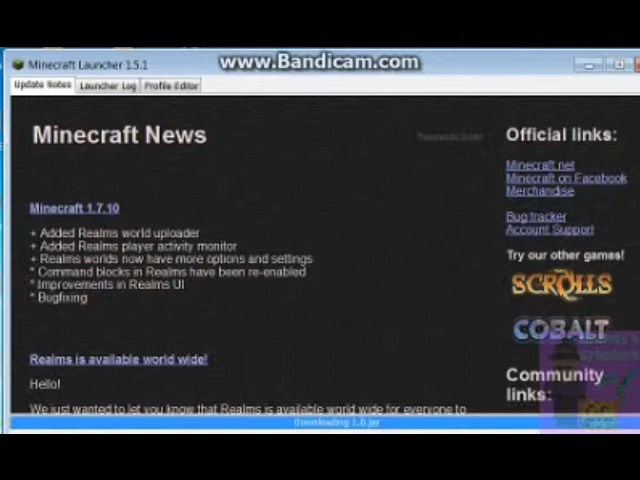 www.Bandicam.com
Minecraft Launcher 1.5.1
Update Notes Launcher Log Profile Editor
Minecraft News
Official links:
Minecraft.net
Minecraft on Facebook
Merchandise
Bug tracker
Account Support
Try our other games!
SCROLLS
COBALT
Community
links:
Minecraft 1.7.10
+ Added Realms world uploader
+ Added Realms player activity monitor
+ Realms worlds now have more options and settings
* Command blocks in Realms have been re-enabled
* Improvements in Realms UI
* Bugfixing
Realms is available world wide!
Hello!
We just wanted to let you know that Realms is available world wide for everyone to
Downloading 1.0.jar